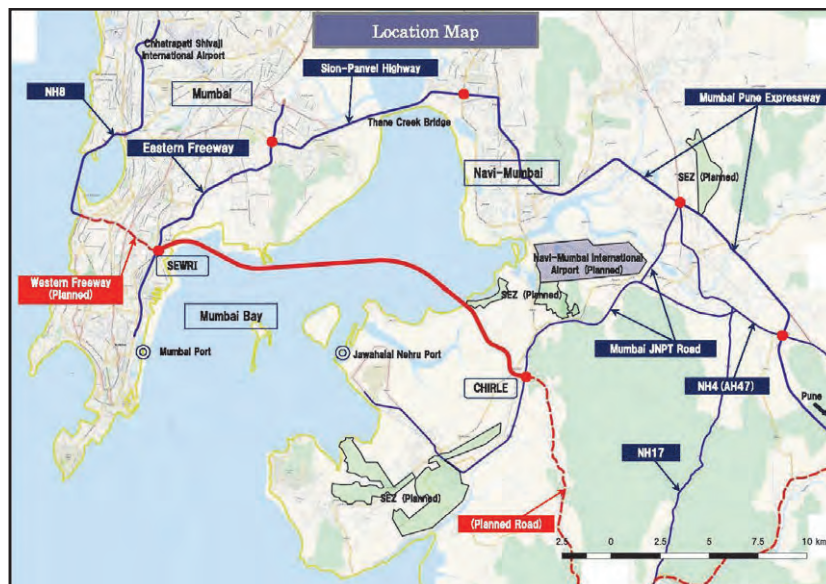 Location Map
Chhatrapati Shivaji
International Airport
Sion-Panvel Highway
NH8
Mumbai
Mumbai Pune Expressway
Thane Creek Bridge
Eastern Freeway
Navi-Mumbai
SEZ (Planned)
SEWRI
Navi-Mumbai International
Airport (Planned)
Western Freeway
(Planned)
SEZ (Planned)
Mumbai Bay
Mumbai Port
Jawahalal Nehru Port
Mumbai JNPT Road
CHIRLE
NH4 (AH47)
Pune
NH17
SEZ (Planned)
(Planned Road)
2.5 0 2.5 5 7.5 10 km